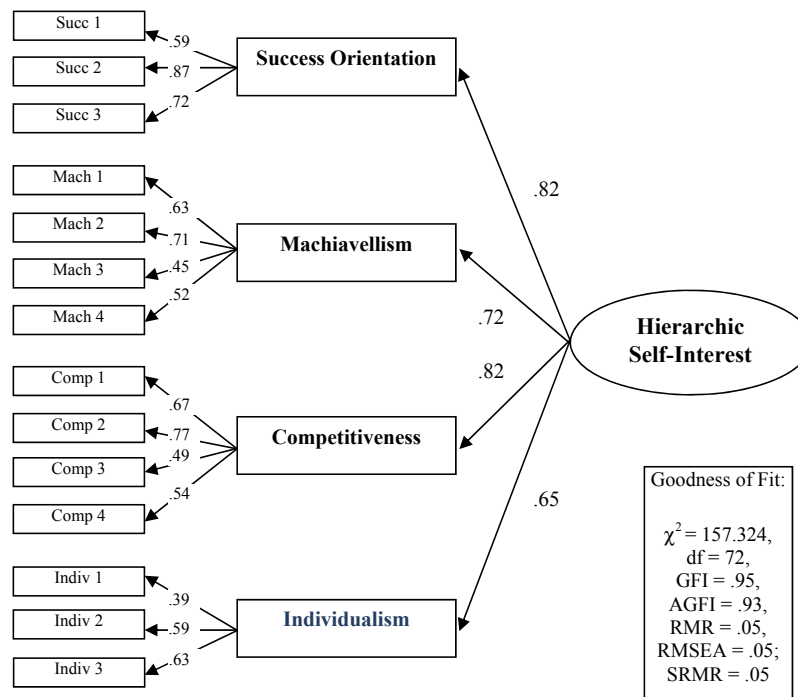 Succ 1
.59
Succ 2
.87
Succ 3
.72
Success Orientation
.82
Mach 1
.63
Mach 2
.71
Mach 3
.45
Mach 4
.52
Machiavellism
.72
Hierarchic
Self-Interest
Comp 1
.67
Comp 2
.77
Comp 3
.49
Comp 4
.54
Competitiveness
.82
Indiv 1
.39
Indiv 2
.59
Indiv 3
.63
Individualism
.65
Goodness of Fit:
χ² = 157.324,
df = 72,
GFI = .95,
AGFI = .93,
RMR = .05,
RMSEA = .05;
SRMR = .05